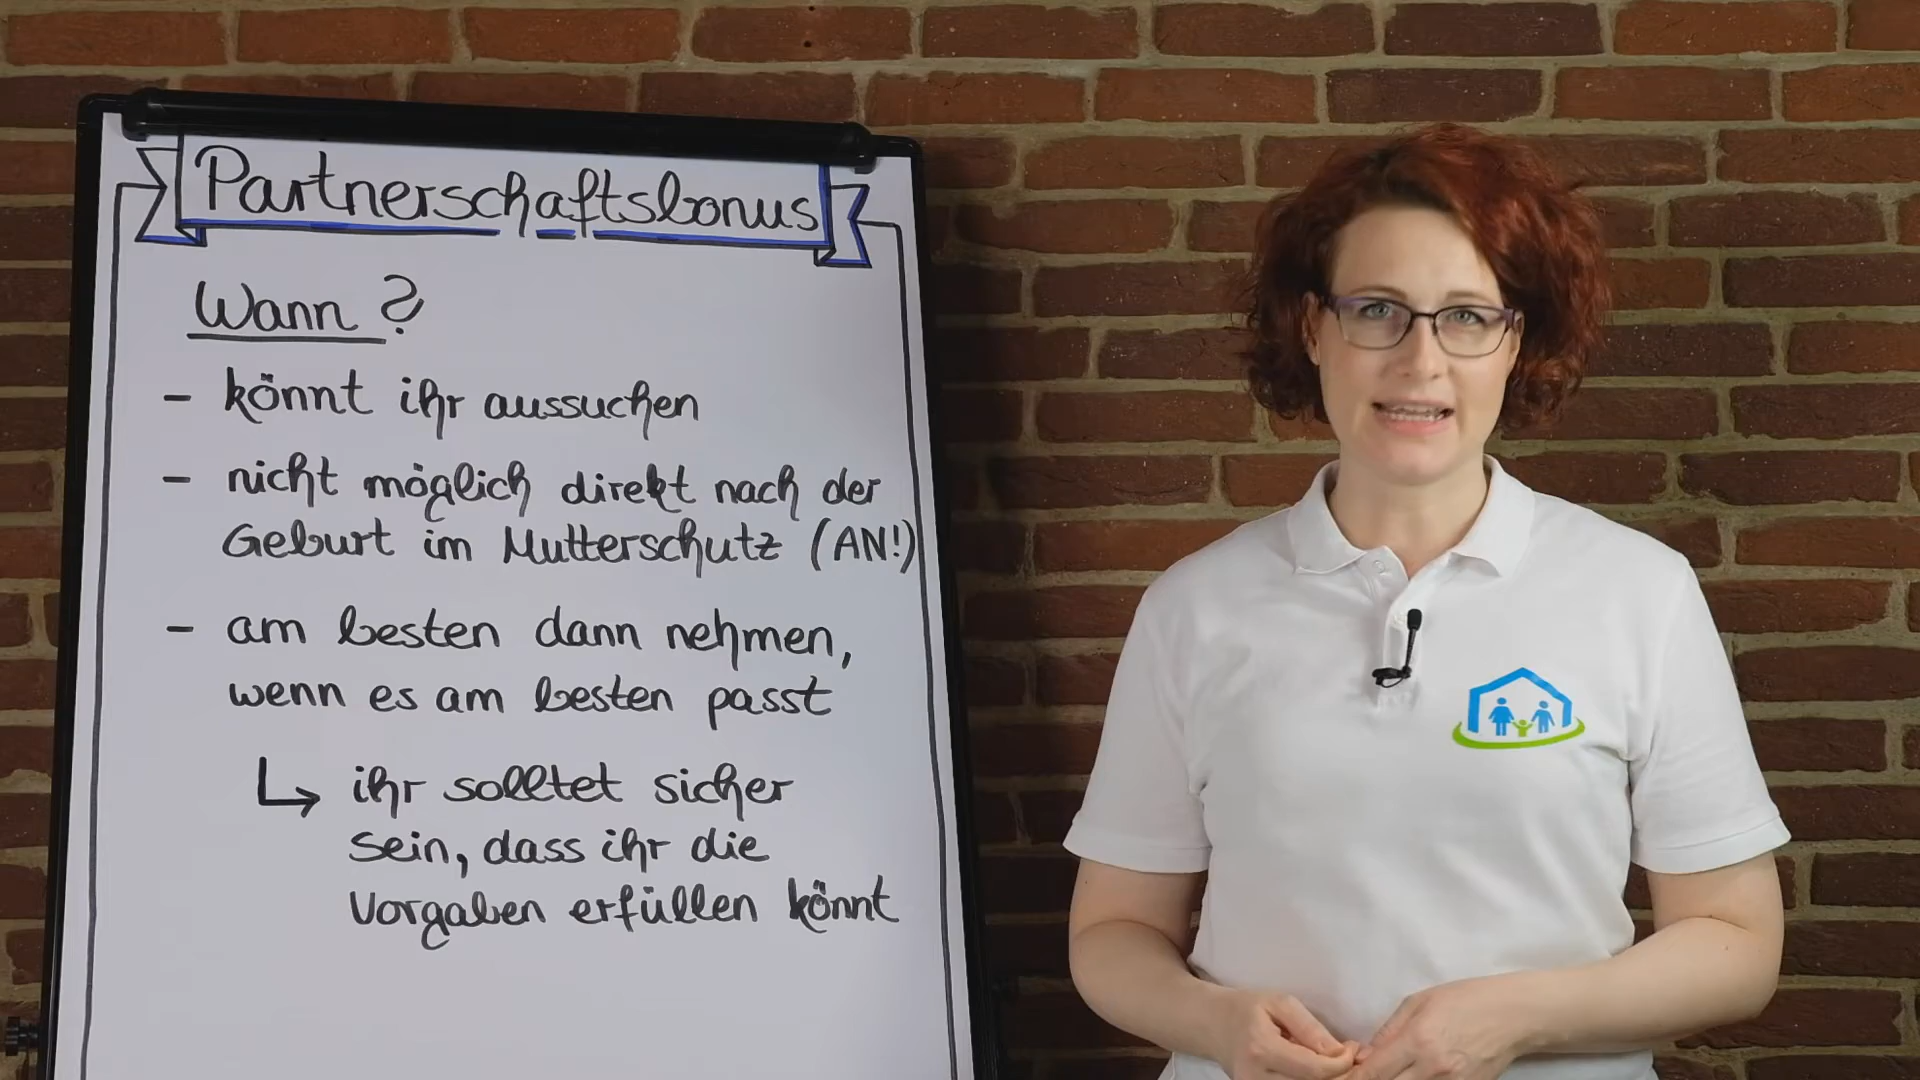 Partnerschaftsbonus
Wann?
- könnt ihr aussuchen
- nicht möglich direkt nach der
Geburt im Mutterschutz (AN!)
- am besten dann nehmen,
wenn es am besten passt
↳ ihr solltet sicher
sein, dass ihr die
Vorgaben erfüllen könnt